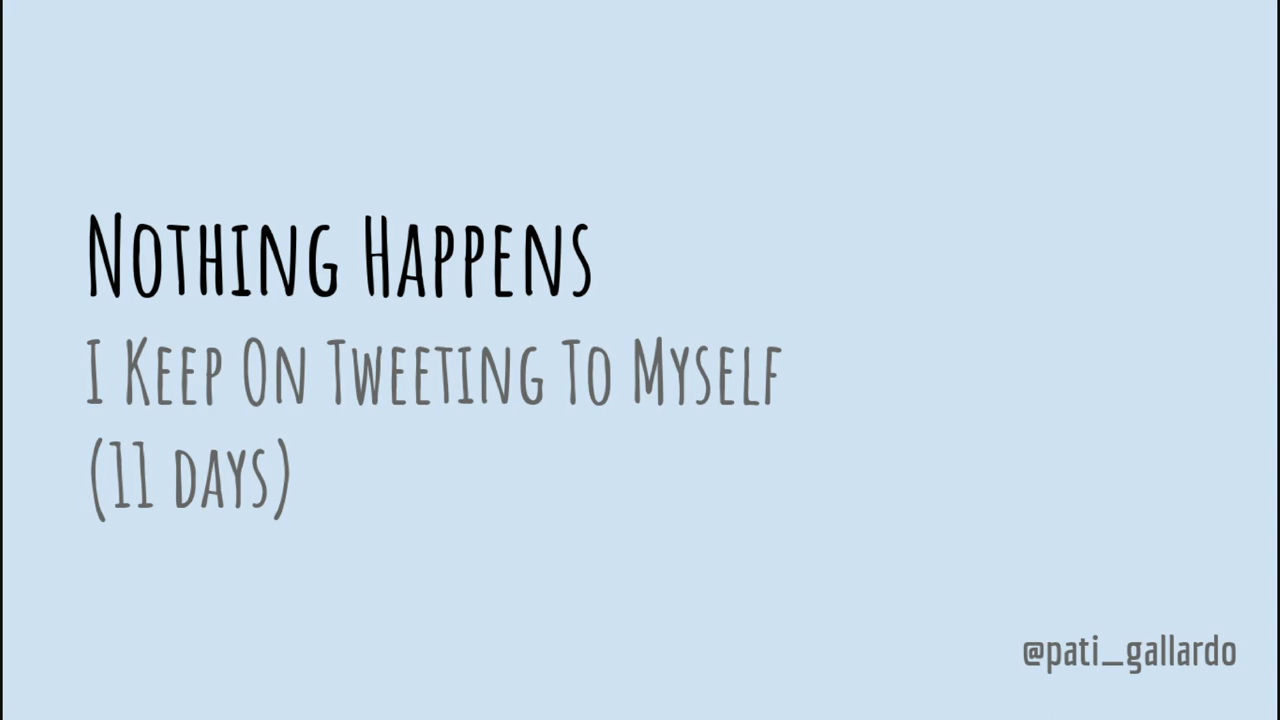 Nothing Happens
I Keep On Tweeting To Myself
(11 days)
@pati_gallardo